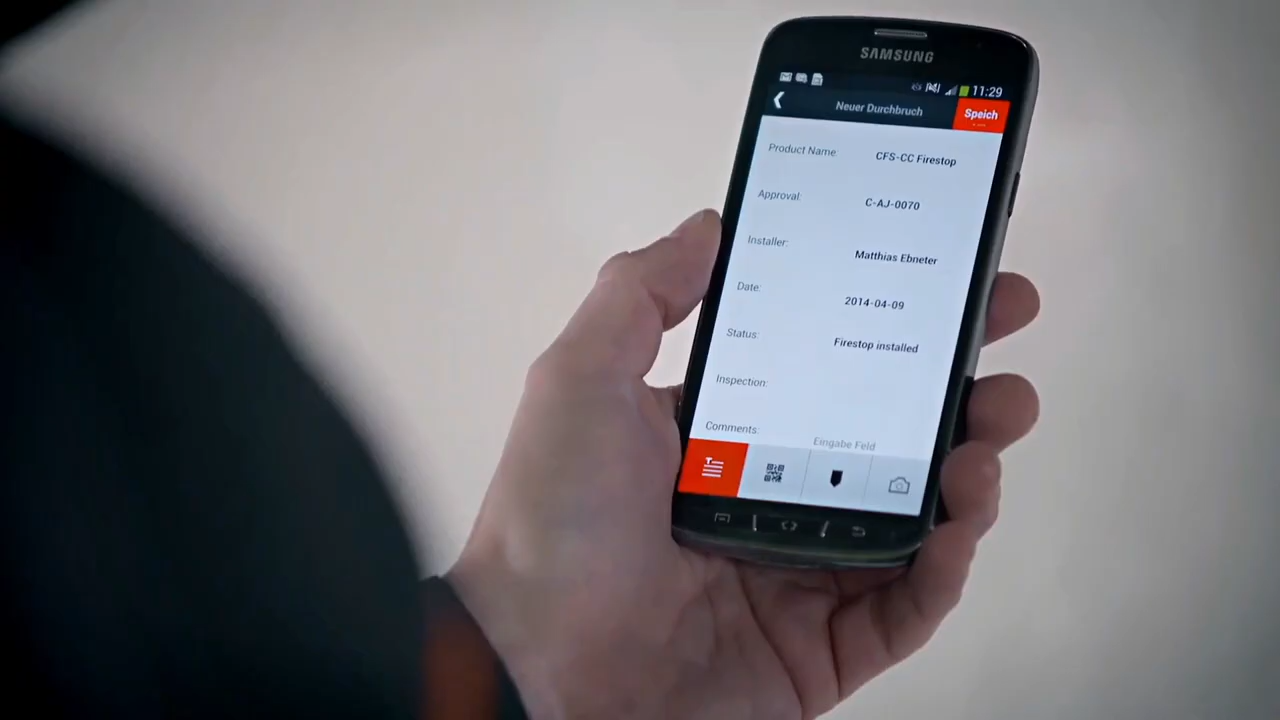 SAMSUNG
11:29
Neuer Durchbruch
Speich
...
Product Name: CFS-CC Firestop
Approval: C-AJ-0070
Installer: Matthias Ebneter
Date: 2014-04-09
Status: Firestop installed
Inspection:
Comments: Eingabe Feld